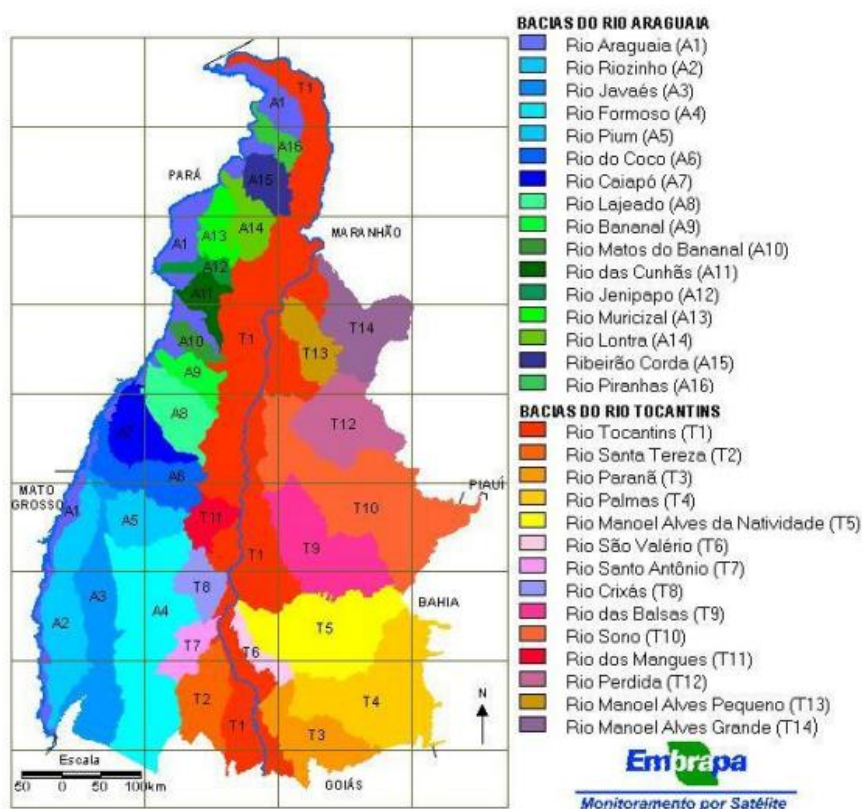 BACIAS DO RIO ARAGUAIA
Rio Araguaia (A1)
Rio Riozinho (A2)
Rio Javaés (A3)
Rio Formoso (A4)
Rio Pium (A5)
Rio do Coco (A6)
Rio Caiapó (A7)
Rio Lajeado (A8)
Rio Bananal (A9)
Rio Matos do Bananal (A10)
Rio das Cunhãs (A11)
Rio Jenipapo (A12)
Rio Muricizal (A13)
Rio Lontra (A14)
Ribeirão Corda (A15)
Rio Piranhas (A16)
BACIAS DO RIO TOCANTINS
Rio Tocantins (T1)
Rio Santa Tereza (T2)
Rio Paranã (T3)
Rio Palmas (T4)
Rio Manoel Alves da Natividade (T5)
Rio São Valério (T6)
Rio Santo Antônio (T7)
Rio Crixás (T8)
Rio das Balsas (T9)
Rio Sono (T10)
Rio dos Mangues (T11)
Rio Perdida (T12)
Rio Manoel Alves Pequeno (T13)
Rio Manoel Alves Grande (T14)
T1
A1
A16
PARÁ
A15
MARANHÃO
A1
A13
A14
A12
A11
T14
T1
A10
T13
A9
A8
T12
A7
A6
MATO
GROSSO
PIAUÍ
A1
A5
T11
T10
T1
T9
T8
A3
A4
BAHIA
A2
T5
T7
T6
T2
T4
N
T1
T3
Escala
50 0 50 100km
GOIÁS
Embrapa
Monitoramento por Satélite